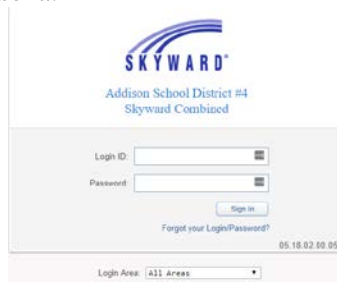 SKYWARD®
Addison School District #4
Skyward Combined
Login ID:
Password:
Sign In
Forgot your Login/Password?
05.18.02.00.05
Login Area: All Areas